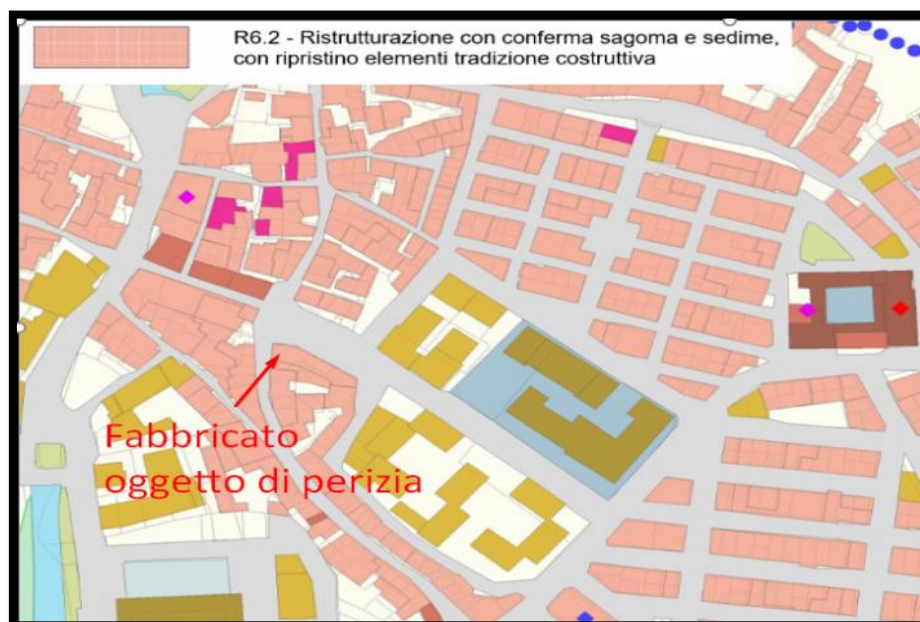 R6.2 - Ristrutturazione con conferma sagoma e sedime,
con ripristino elementi tradizione costruttiva
Fabbricato
oggetto di perizia